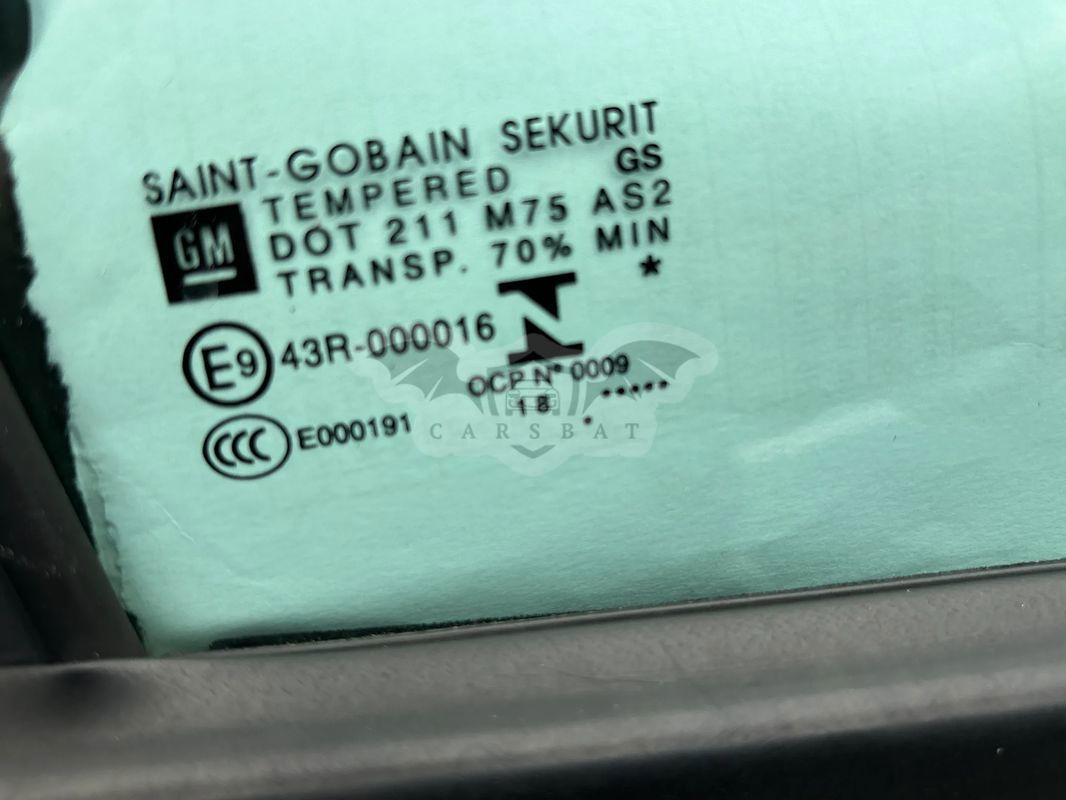 SAINT-GOBAIN SEKURIT
TEMPERED GS
GM
DOT 211 M75 AS2
TRANSP. 70% MIN
★
E9 43R-000016 N
OCP N° 0009
18 . .....
CCC E000191
CARSBAT